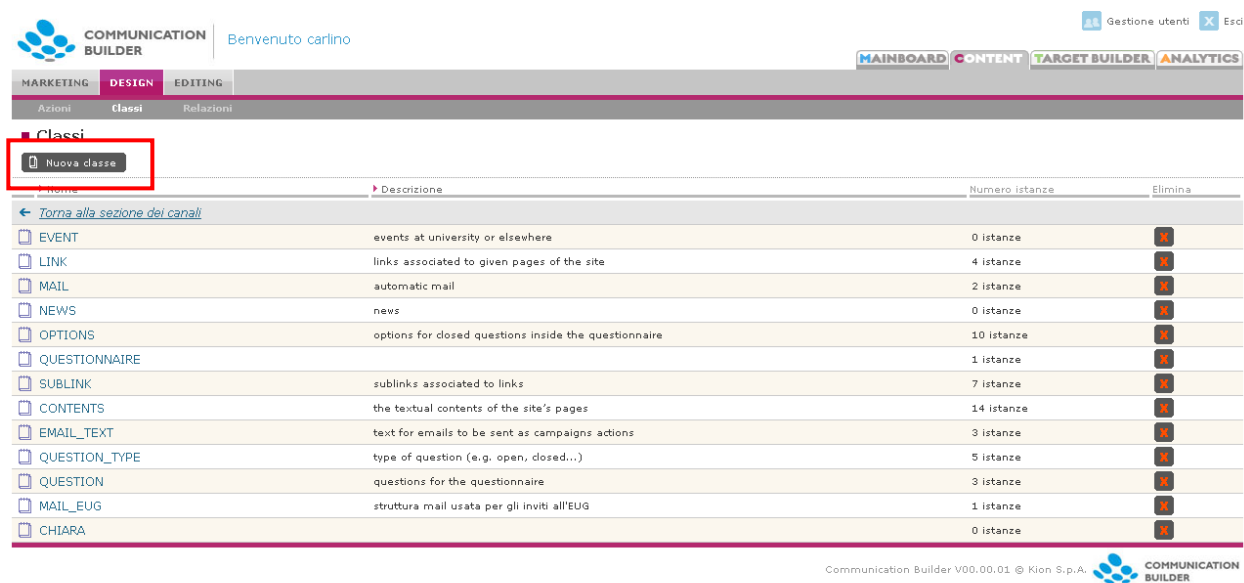 Gestione utenti X Esci
COMMUNICATION
BUILDER
Benvenuto carlino
MAINBOARD CONTENT TARGET BUILDER ANALYTICS
MARKETING DESIGN EDITING
Azioni Classi Relazioni
Classi
Nuova classe
Nome Descrizione Numero istanze Elimina
← Torna alla sezione dei canali
EVENT events at university or elsewhere 0 istanze X
LINK links associated to given pages of the site 4 istanze X
MAIL automatic mail 2 istanze X
NEWS news 0 istanze X
OPTIONS options for closed questions inside the questionnaire 10 istanze X
QUESTIONNAIRE 1 istanze X
SUBLINK sublinks associated to links 7 istanze X
CONTENTS the textual contents of the site's pages 14 istanze X
EMAIL_TEXT text for emails to be sent as campaigns actions 3 istanze X
QUESTION_TYPE type of question (e.g. open, closed...) 5 istanze X
QUESTION questions for the questionnaire 3 istanze X
MAIL_EUG struttura mail usata per gli inviti all'EUG 1 istanze X
CHIARA 0 istanze X
Communication Builder V00.00.01 © Kion S.p.A. COMMUNICATION
BUILDER